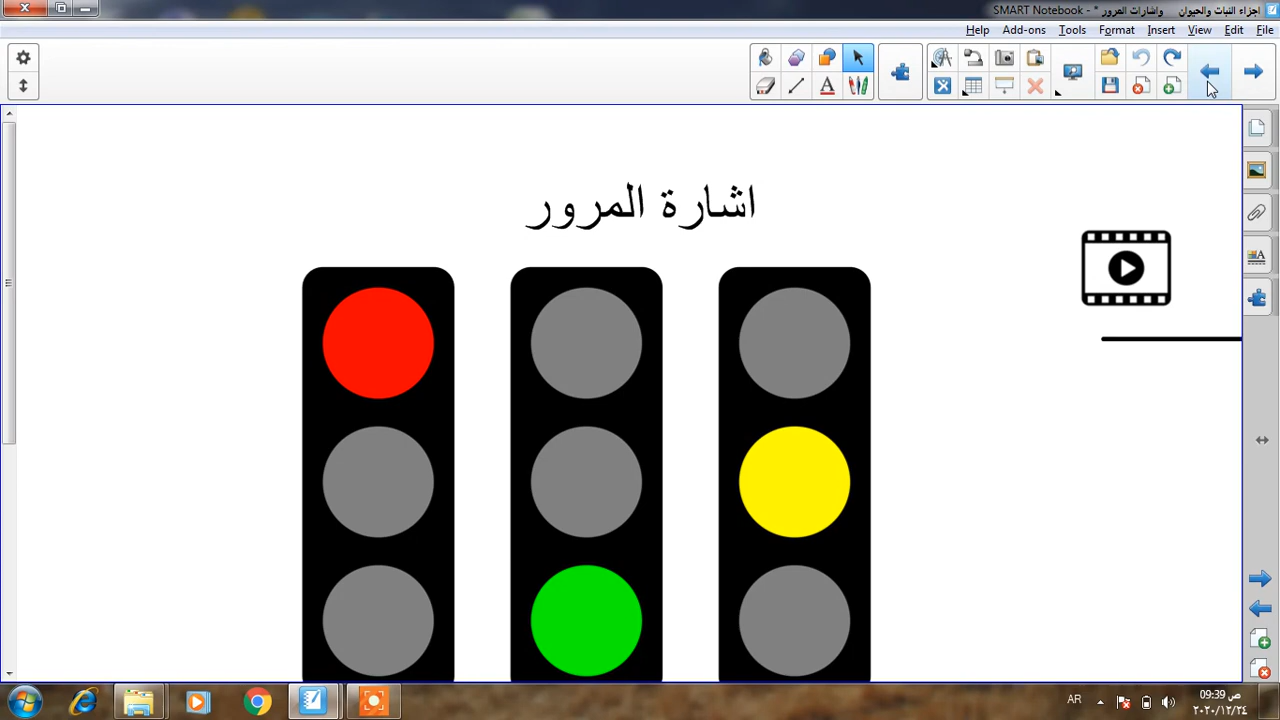 اجزاء النبات والحيوان واشارات المرور * - SMART Notebook
Help Add-ons Tools Format Insert View Edit File
اشارة المرور
AR
09:39 ص
٢٠٢٠/١٢/٢٤